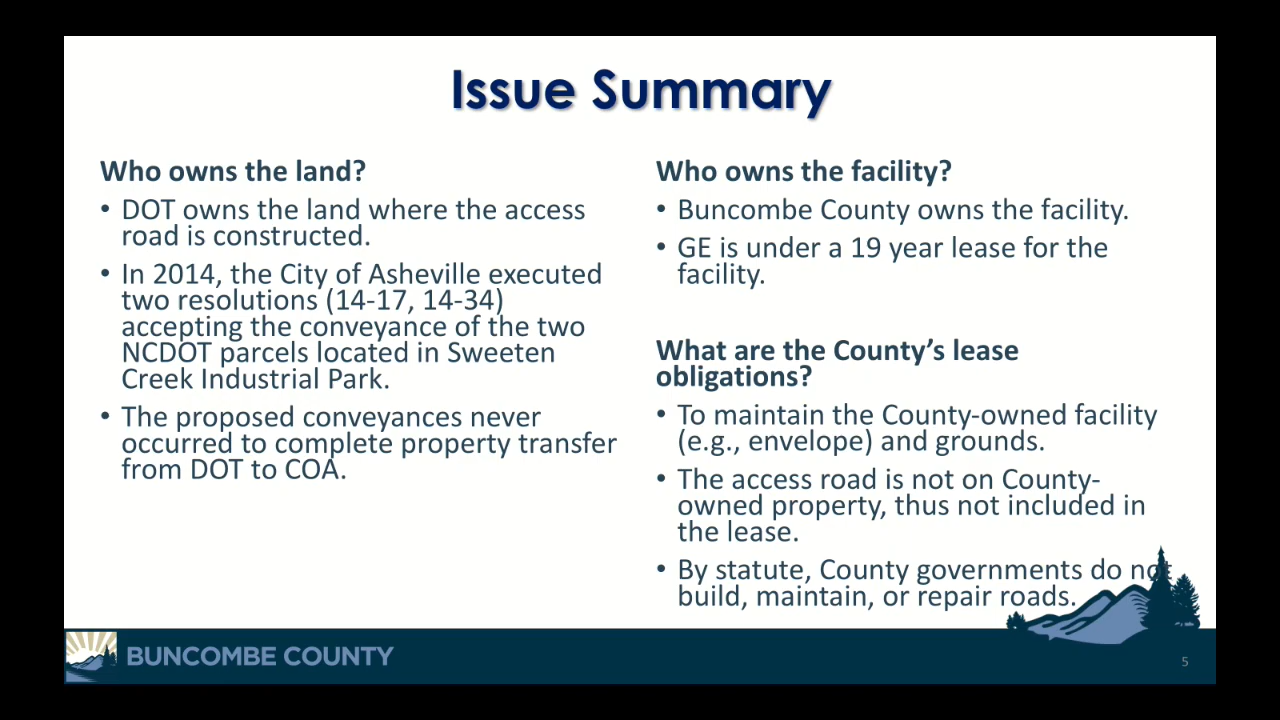 Issue Summary
Who owns the land?
• DOT owns the land where the access
road is constructed.
• In 2014, the City of Asheville executed
two resolutions (14-17, 14-34)
accepting the conveyance of the two
NCDOT parcels located in Sweeten
Creek Industrial Park.
• The proposed conveyances never
occurred to complete property transfer
from DOT to COA.
Who owns the facility?
• Buncombe County owns the facility.
• GE is under a 19 year lease for the
facility.
What are the County's lease
obligations?
• To maintain the County-owned facility
(e.g., envelope) and grounds.
• The access road is not on County-
owned property, thus not included in
the lease.
• By statute, County governments do not
build, maintain, or repair roads.
BUNCOMBE COUNTY
5